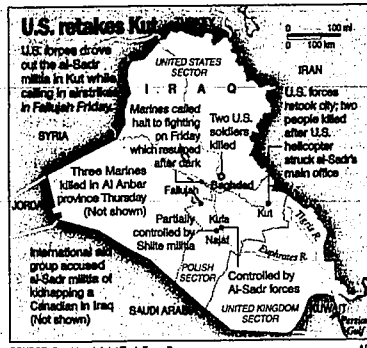 U.S. retakes Kut
U.S. forces drove
out the al-Sadr
militia in Kut while
calling in airstrikes
in Fallujah Friday.
0 100 mi
0 100 km
UNITED STATES
SECTOR
IRAN
IRAQ
Marines called
halt to fighting
on Friday
which resumed
after dark
Two U.S.
soldiers
killed
U.S. forces
retook city; two
people killed
after U.S.
helicopter
struck al-Sadr's
main office
SYRIA
Three Marines
killed in Al Anbar
province Thursday
(Not shown)
Fallujah
Baghdad
JORDAN
Kut
Partially
controlled by
Shiite militia
Kufa
Najaf
Tigris R.
Euphrates R.
International aid
group accused
al-Sadr militia of
kidnapping a
Canadian in Iraq
(Not shown)
POLISH
SECTOR
Controlled by
Al-Sadr forces
SAUDI ARABIA
UNITED KINGDOM
SECTOR
KUWAIT
Persian
Gulf